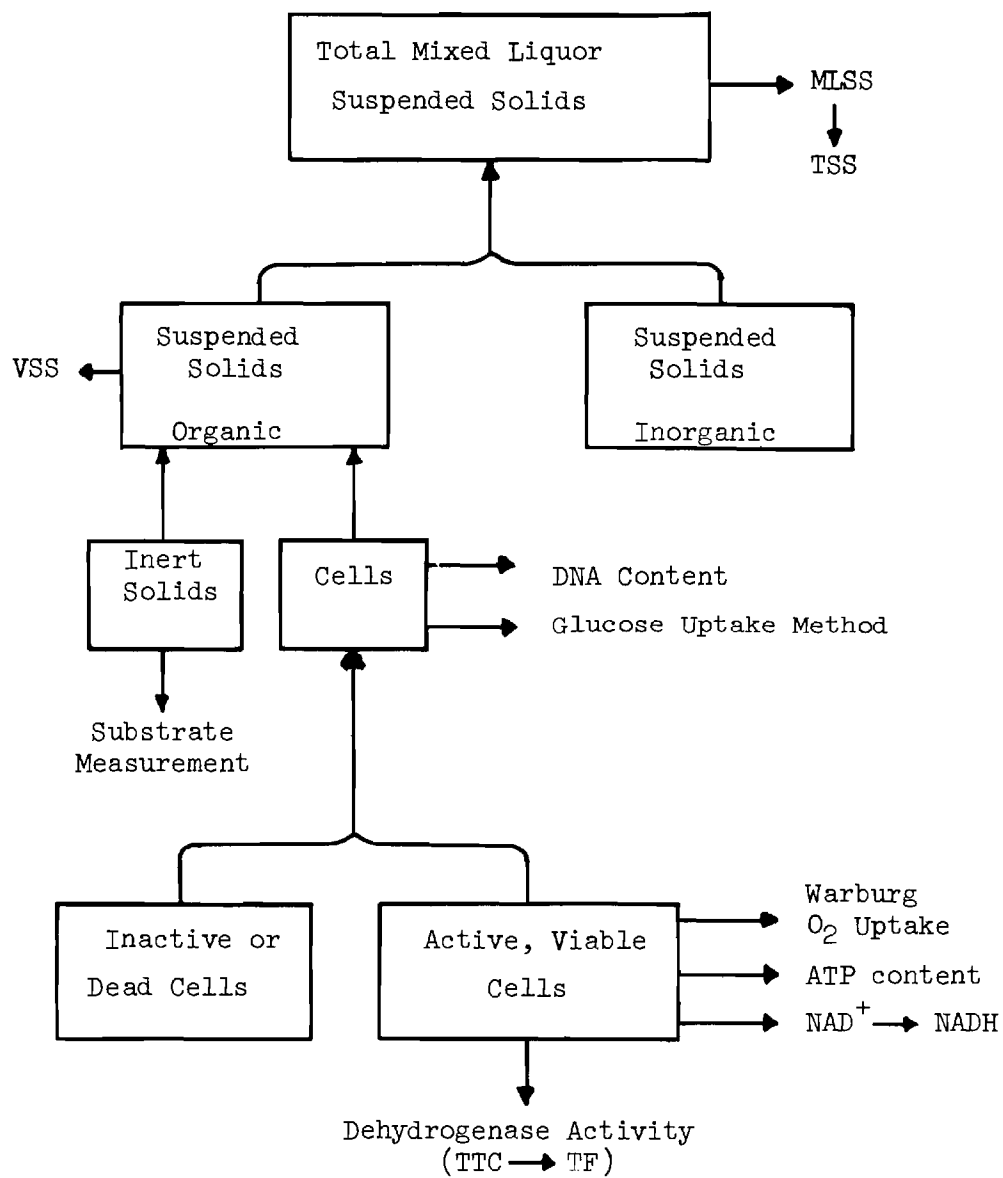 Total Mixed Liquor
Suspended Solids
MLSS
TSS
Suspended
Solids
Organic
VSS
Suspended
Solids
Inorganic
Inert
Solids
Cells
DNA Content
Glucose Uptake Method
Substrate
Measurement
Inactive or
Dead Cells
Active, Viable
Cells
Warburg
O₂ Uptake
ATP content
NAD⁺ → NADH
Dehydrogenase Activity
(TTC → TF)